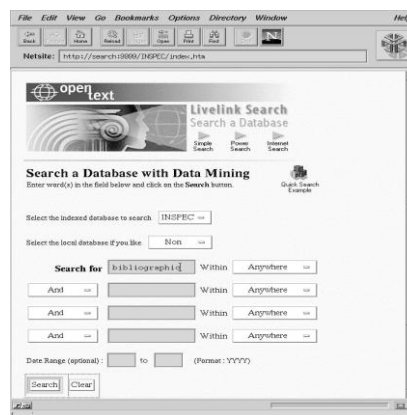 File Edit View Go Bookmarks Options Directory Window Hel
Back Home Reload Open Print Find N
Netsite: http://search:9999/INSPEC/index.htm
open text
Livelink Search
Search a Database
Simple Search Power Search Internet Search
Search a Database with Data Mining
Enter word(s) in the field below and click on the Search button.
Quick Search Example
Select the indexed database to search INSPEC
Select the local database if you like Non
Search for bibliographic Within Anywhere
And Within Anywhere
And Within Anywhere
And Within Anywhere
Date Range (optional) : to (Format : YYYY)
Search Clear